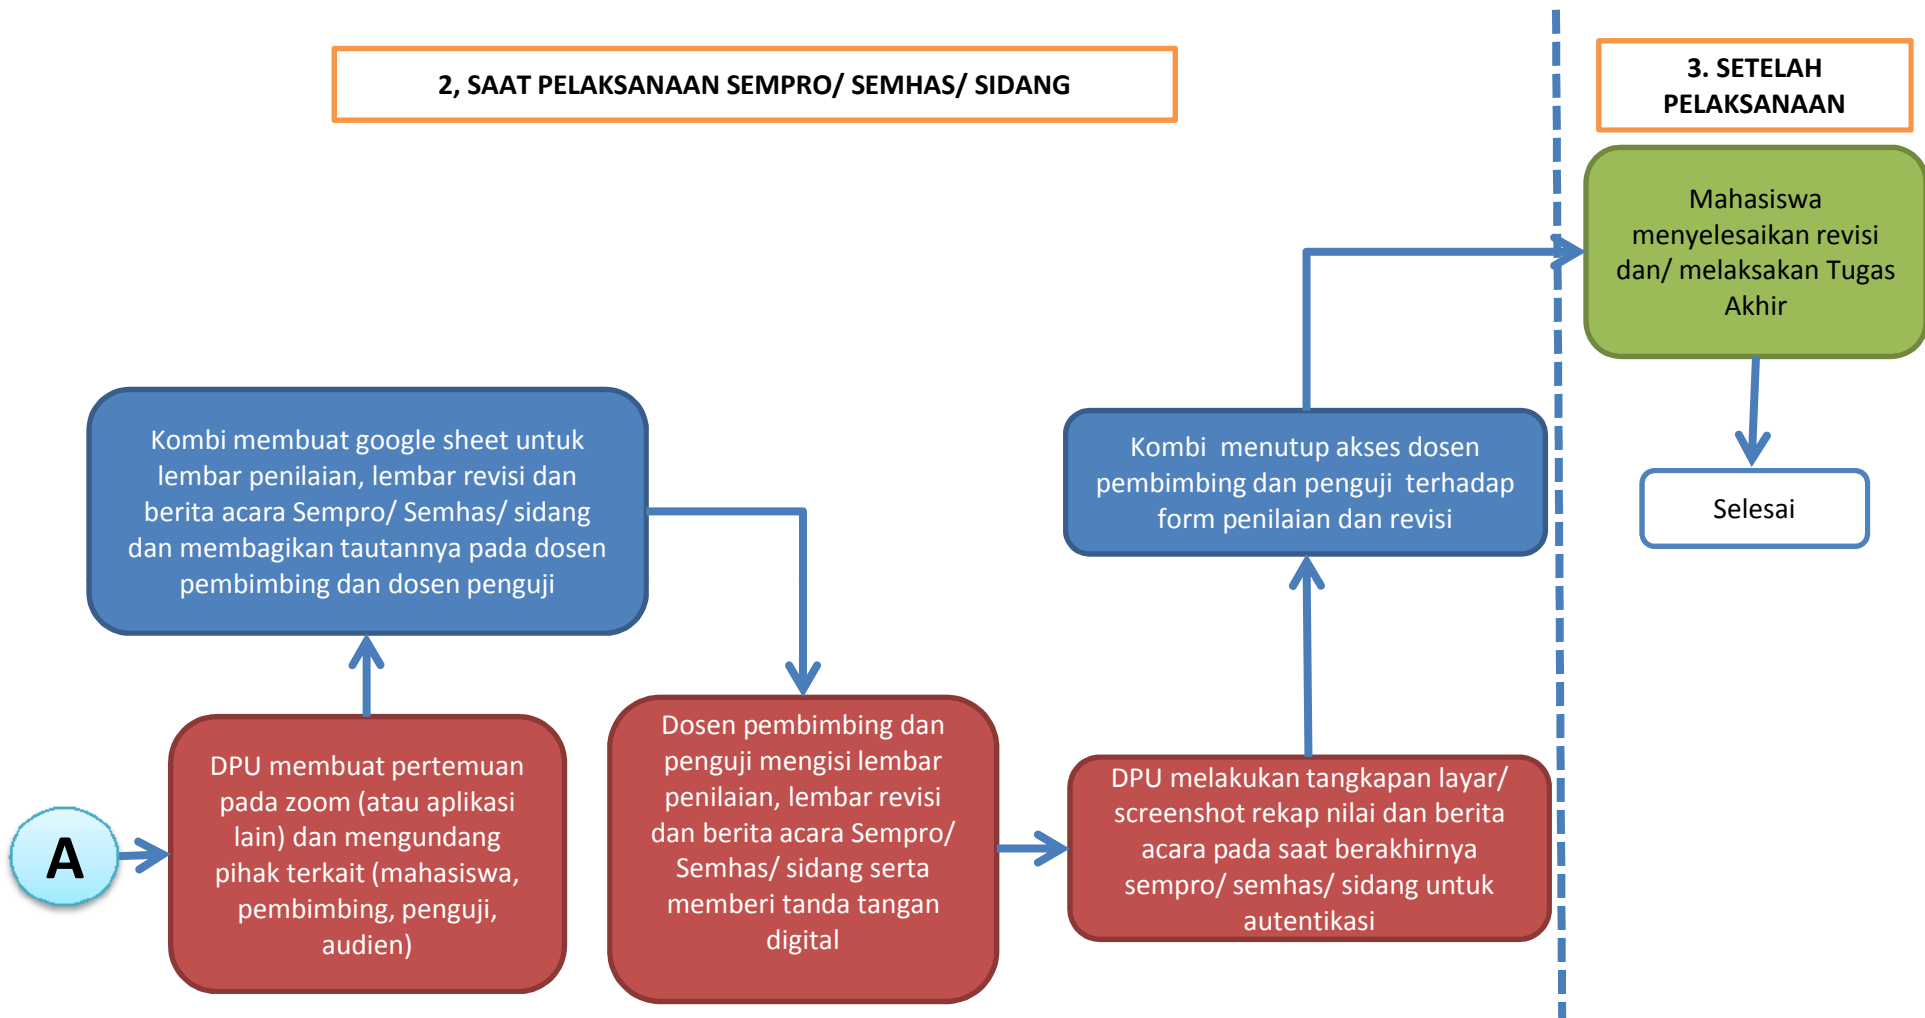 2, SAAT PELAKSANAAN SEMPRO/ SEMHAS/ SIDANG
3. SETELAH
PELAKSANAAN
Mahasiswa
menyelesaikan revisi
dan/ melaksakan Tugas
Akhir
Kombi membuat google sheet untuk
lembar penilaian, lembar revisi dan
berita acara Sempro/ Semhas/ sidang
dan membagikan tautannya pada dosen
pembimbing dan dosen penguji
Kombi  menutup akses dosen
pembimbing dan penguji  terhadap
form penilaian dan revisi
Selesai
A
DPU membuat pertemuan
pada zoom (atau aplikasi
lain) dan mengundang
pihak terkait (mahasiswa,
pembimbing, penguji,
audien)
Dosen pembimbing dan
penguji mengisi lembar
penilaian, lembar revisi
dan berita acara Sempro/
Semhas/ sidang serta
memberi tanda tangan
digital
DPU melakukan tangkapan layar/
screenshot rekap nilai dan berita
acara pada saat berakhirnya
sempro/ semhas/ sidang untuk
autentikasi